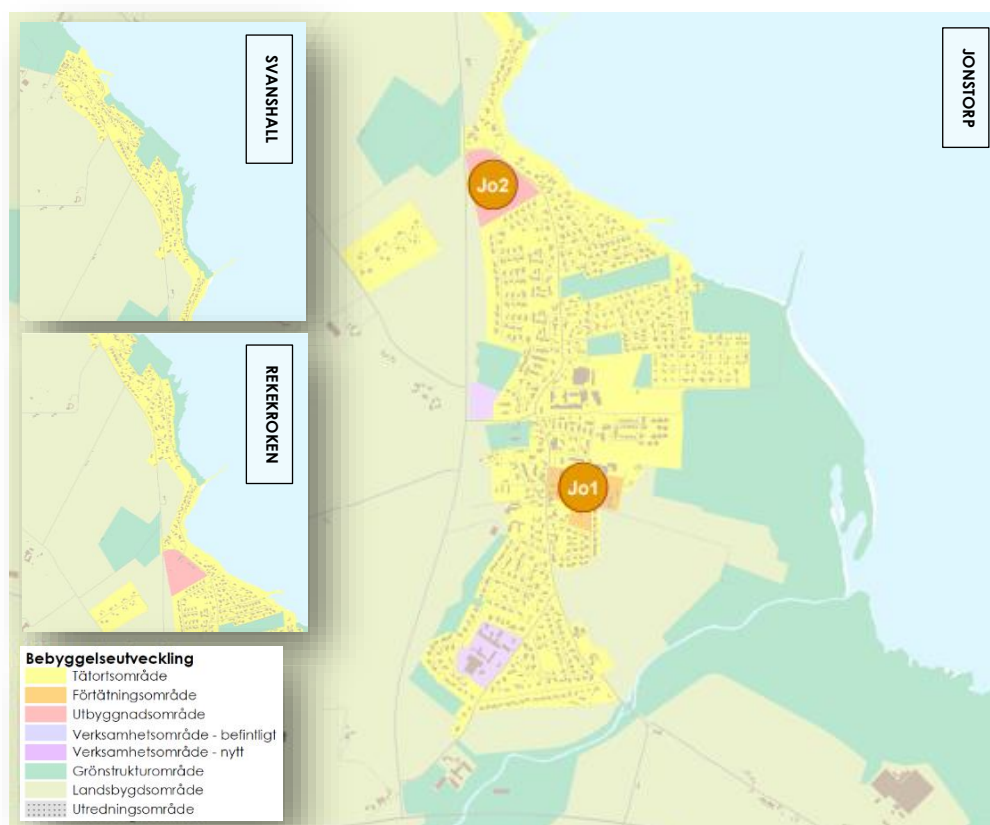 SVANSHALL
JONSTORP
Jo2
REKEKROKEN
Jo1
Bebyggelseutveckling
Tätortsområde
Förtätningsområde
Utbyggnadsområde
Verksamhetsområde - befintligt
Verksamhetsområde - nytt
Grönstrukturområde
Landsbygdsområde
Utredningsområde